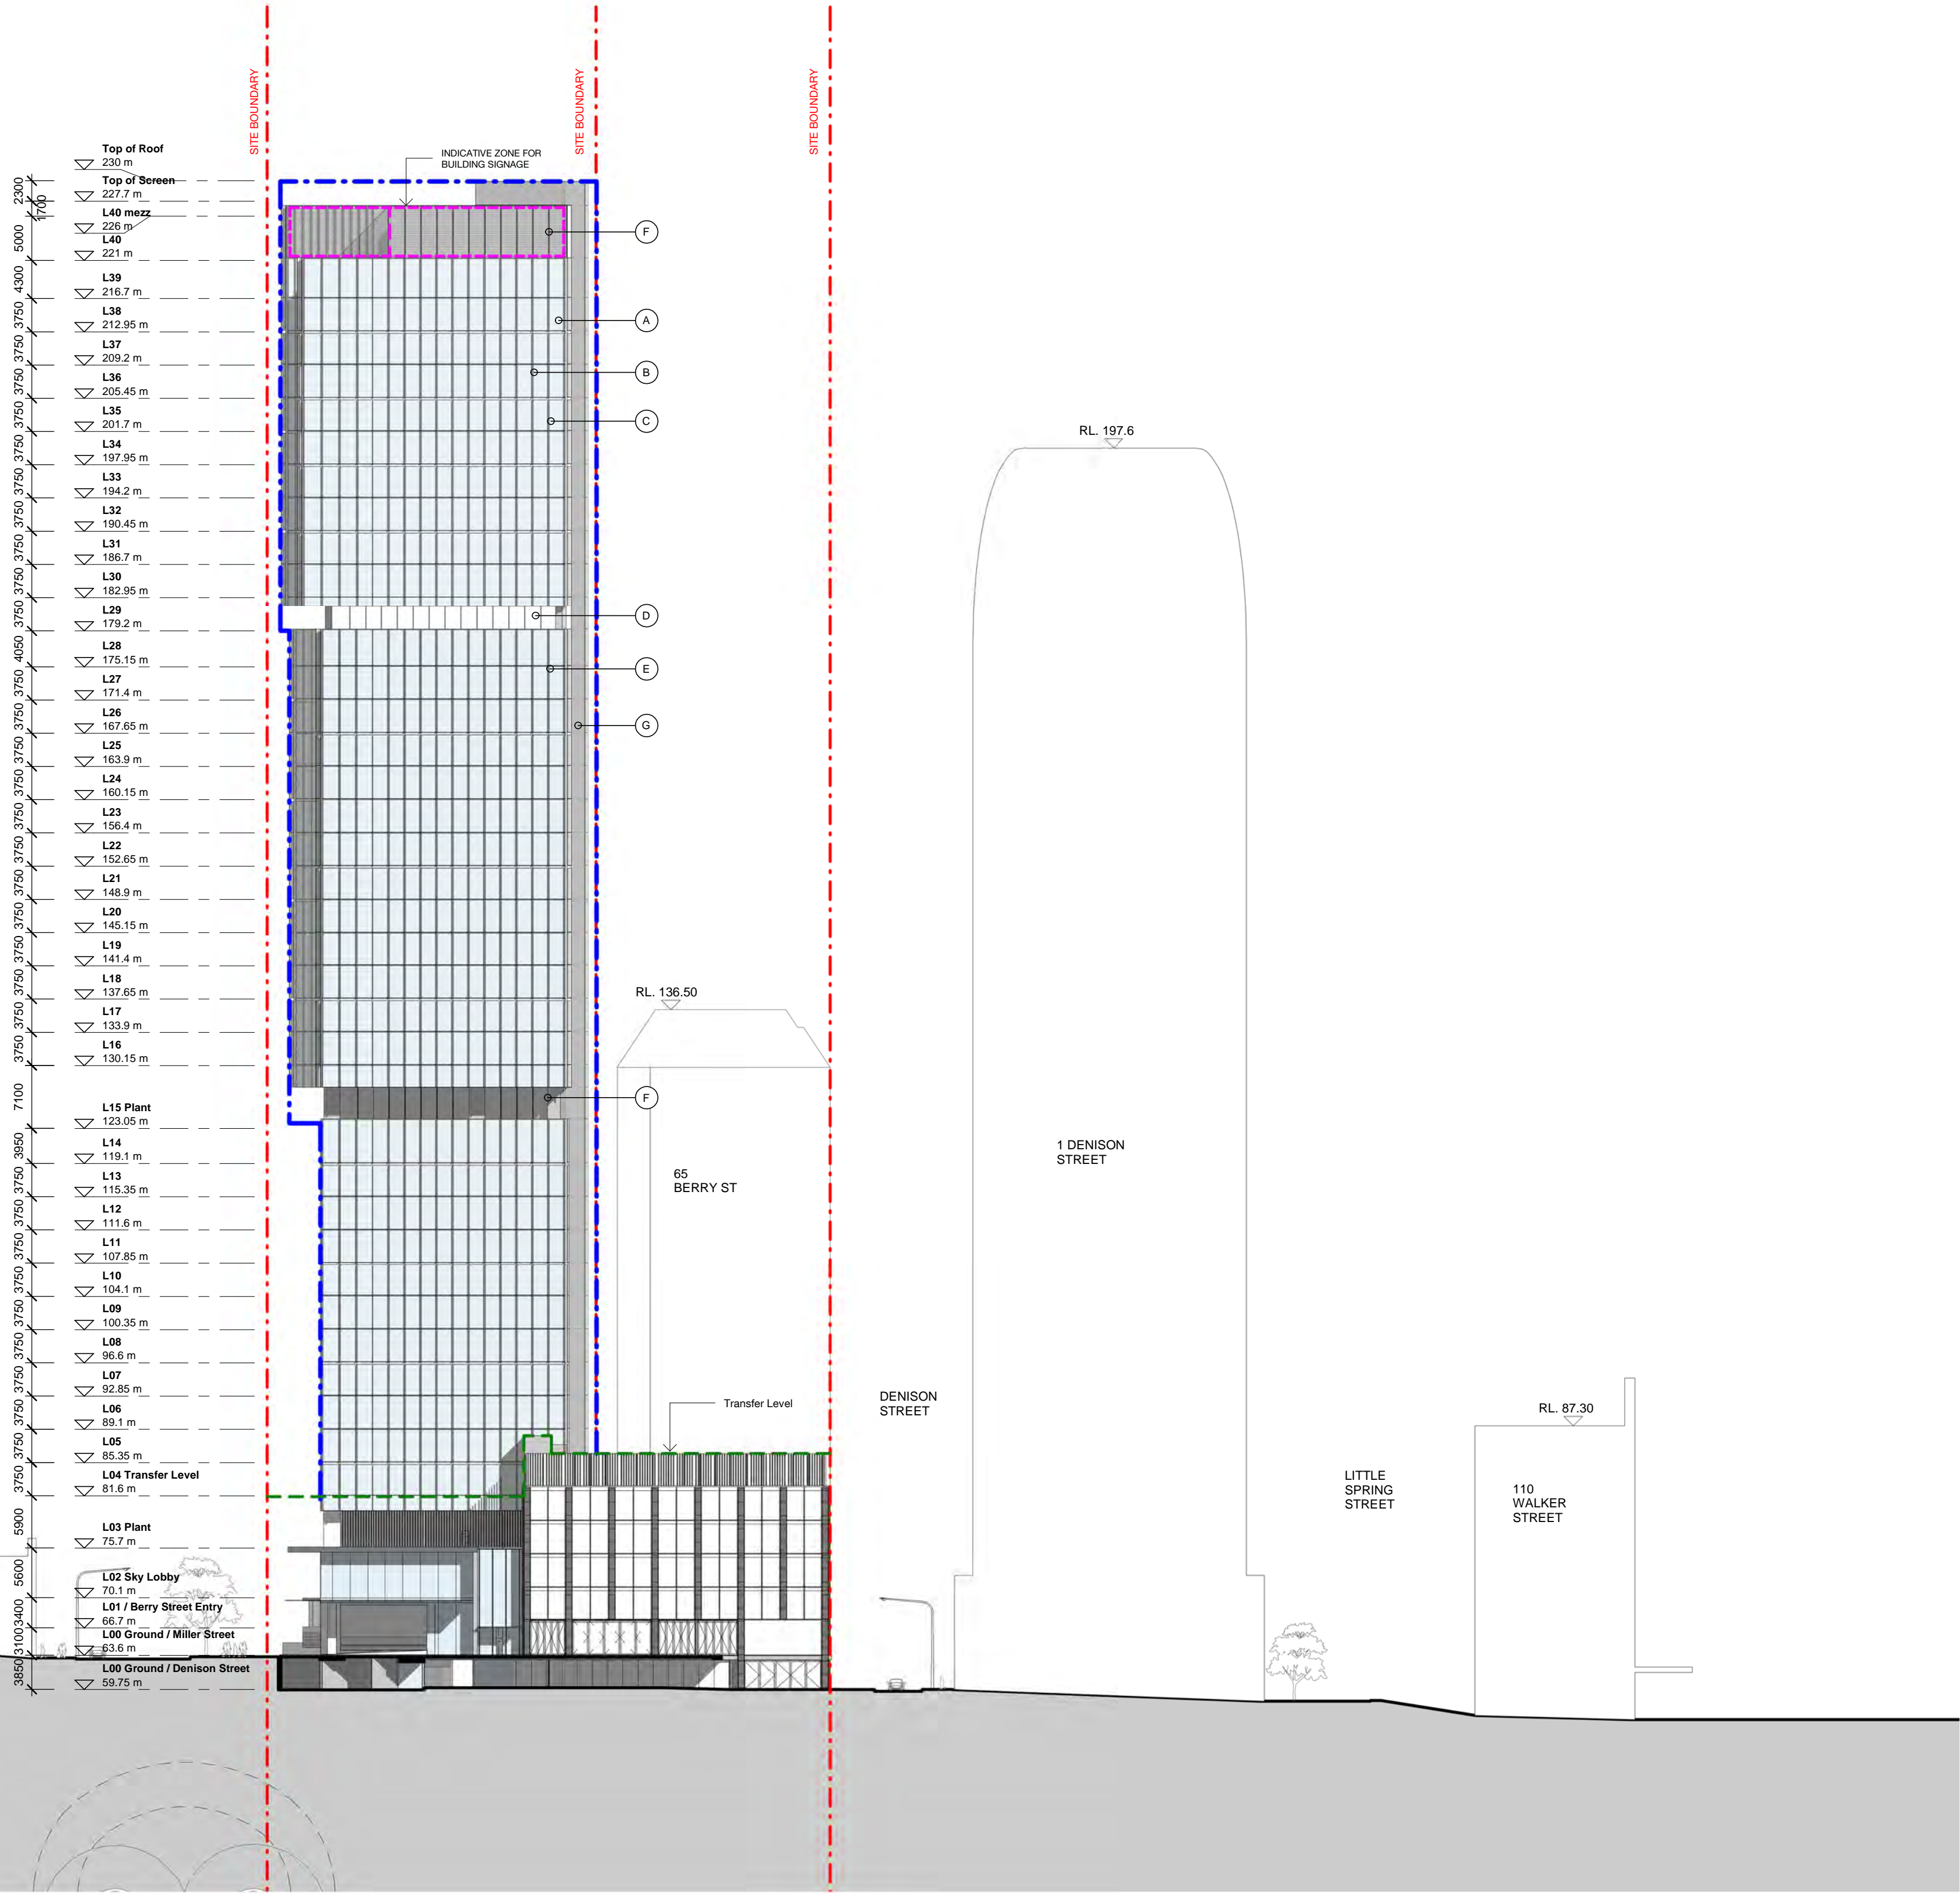 SITE BOUNDARY
SITE BOUNDARY
SITE BOUNDARY
INDICATIVE ZONE FOR
BUILDING SIGNAGE
Top of Roof
230 m
2300
Top of Screen
227.7 m
1700
L40 mezz
226 m
5000
L40
221 m
4300
L39
216.7 m
3750
L38
212.95 m
3750
L37
209.2 m
3750
L36
205.45 m
3750
L35
201.7 m
3750
L34
197.95 m
3750
L33
194.2 m
3750
L32
190.45 m
3750
L31
186.7 m
3750
L30
182.95 m
3750
L29
179.2 m
4050
L28
175.15 m
3750
L27
171.4 m
3750
L26
167.65 m
3750
L25
163.9 m
3750
L24
160.15 m
3750
L23
156.4 m
3750
L22
152.65 m
3750
L21
148.9 m
3750
L20
145.15 m
3750
L19
141.4 m
3750
L18
137.65 m
3750
L17
133.9 m
3750
L16
130.15 m
7100
L15 Plant
123.05 m
3950
L14
119.1 m
3750
L13
115.35 m
3750
L12
111.6 m
3750
L11
107.85 m
3750
L10
104.1 m
3750
L09
100.35 m
3750
L08
96.6 m
3750
L07
92.85 m
3750
L06
89.1 m
3750
L05
85.35 m
3750
L04 Transfer Level
81.6 m
5900
L03 Plant
75.7 m
5600
L02 Sky Lobby
70.1 m
3400
L01 / Berry Street Entry
66.7 m
3100
L00 Ground / Miller Street
63.6 m
3850
L00 Ground / Denison Street
59.75 m
F
A
B
C
D
E
G
F
RL. 197.6
RL. 136.50
65
BERRY ST
1 DENISON
STREET
Transfer Level
DENISON
STREET
RL. 87.30
LITTLE
SPRING
STREET
110
WALKER
STREET